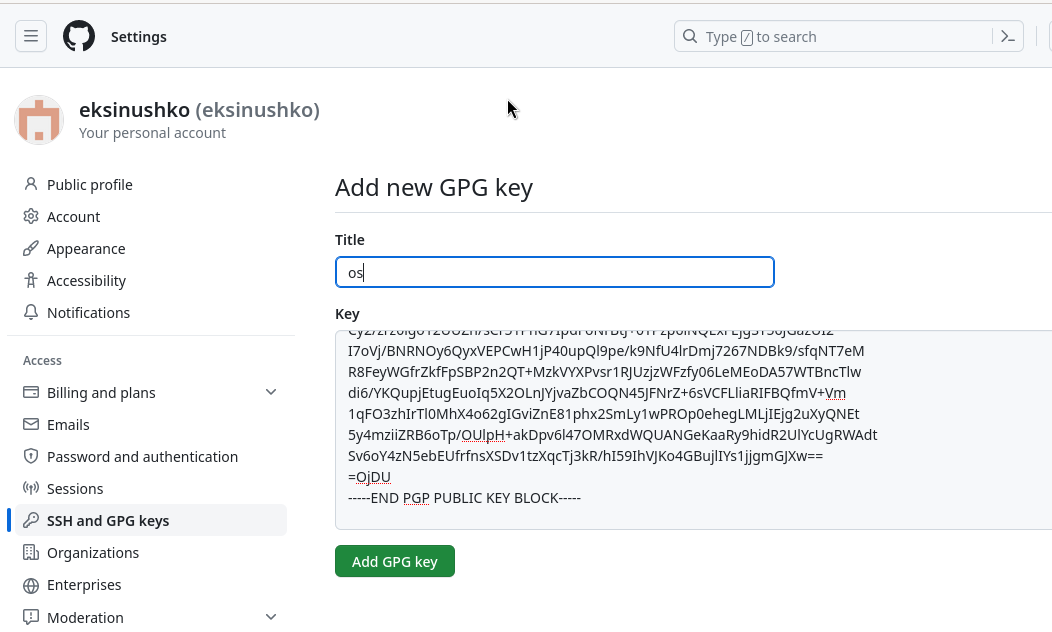 Settings
Type / to search
eksinushko (eksinushko)
Your personal account
Public profile
Account
Appearance
Accessibility
Notifications
Access
Billing and plans
Emails
Password and authentication
Sessions
SSH and GPG keys
Organizations
Enterprises
Moderation
Add new GPG key
Title
os
Key
I7oVj/BNRNOy6QyxVEPCwH1jP40upQl9pe/k9NfU4lrDmj7267NDBk9/sfqNT7eM
R8FeyWGfrZkfFpSBP2n2QT+MzkVYXPvsr1RJUzjzWFzfy06LeMEoDA57WTBncTlw
di6/YKQupjEtugEuoIq5X2OLnJYjvaZbCOQN45JFNrZ+6sVCFLliaRIFBQfmV+Vm
1qFO3zhIrTl0MhX4o62gIGviZnE81phx2SmLy1wPROp0ehegLMLjIEjg2uXyQNEt
5y4mziiZRB6oTp/OUlpH+akDpv6l47OMRxdWQUANGeKaaRy9hidR2UlYcUgRWAdt
Sv6oY4zN5ebEUfrfnsXSDv1tzXqcTj3kR/hI59IhVJKo4GBujlIYs1jjgmGJXw==
=OjDU
-----END PGP PUBLIC KEY BLOCK-----
Add GPG key